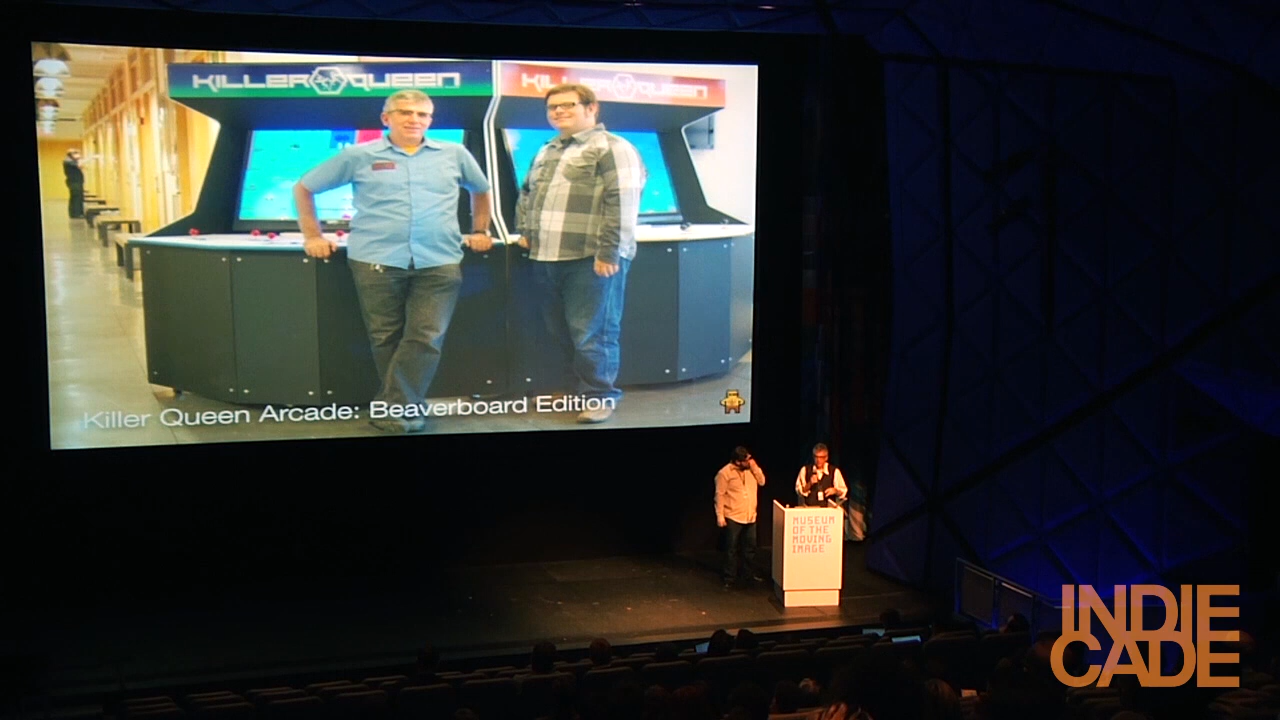 KILLER QUEEN
KILLER QUEEN
Killer Queen Arcade: Beaverboard Edition
MUSEUM
OF THE
MOVING
IMAGE
INDIE
CADE